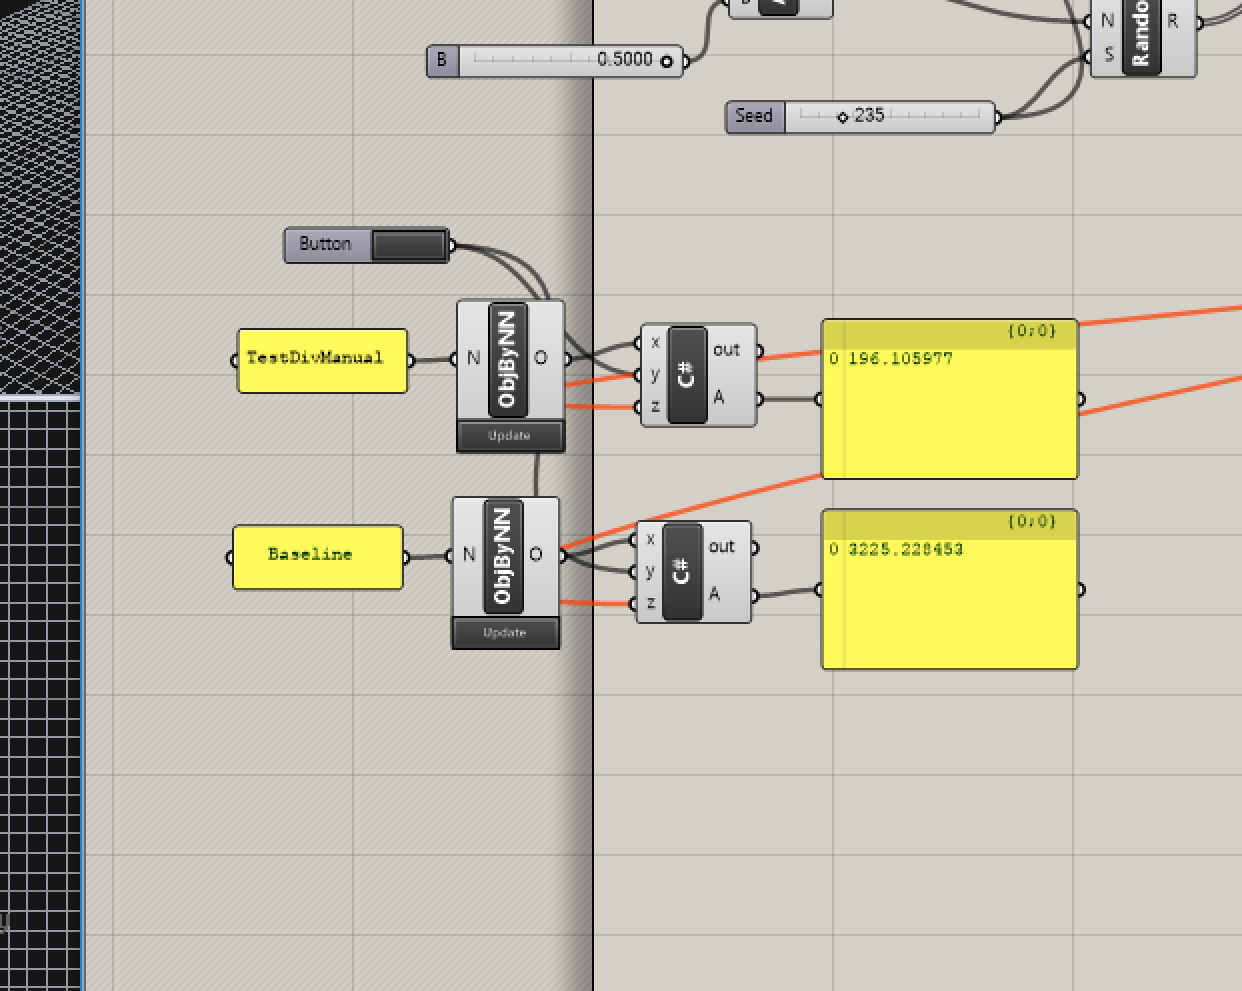 B 0.5000
N
S
Rando
R
Seed 235
Button
TestDivManual
N ObjByNN O
Update
x
y
z
C#
out
A
{0;0}
0 196.105977
Baseline
N ObjByNN O
Update
x
y
z
C#
out
A
{0;0}
0 3225.228453